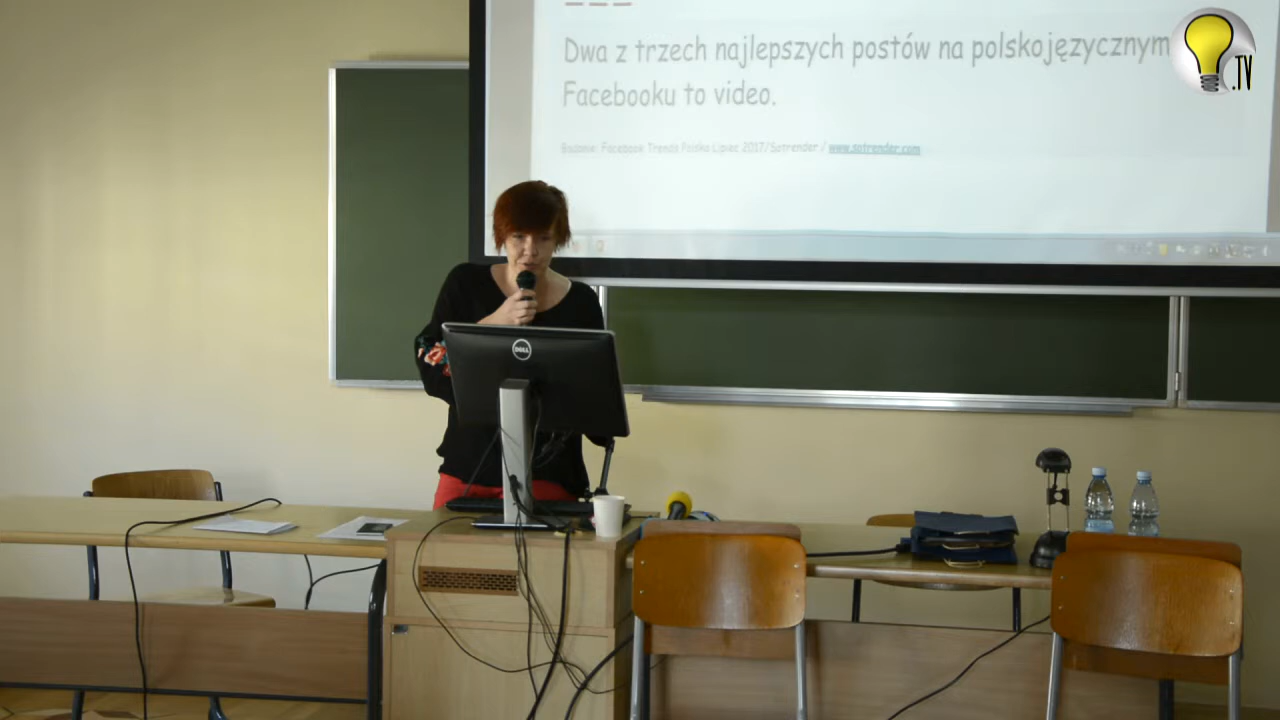 Dwa z trzech najlepszych postów na polskojęzycznym
Facebooku to video.
Badanie: Facebook Trends Polska Lipiec 2017/Sotrender / www.sotrender.com
.TV
DELL